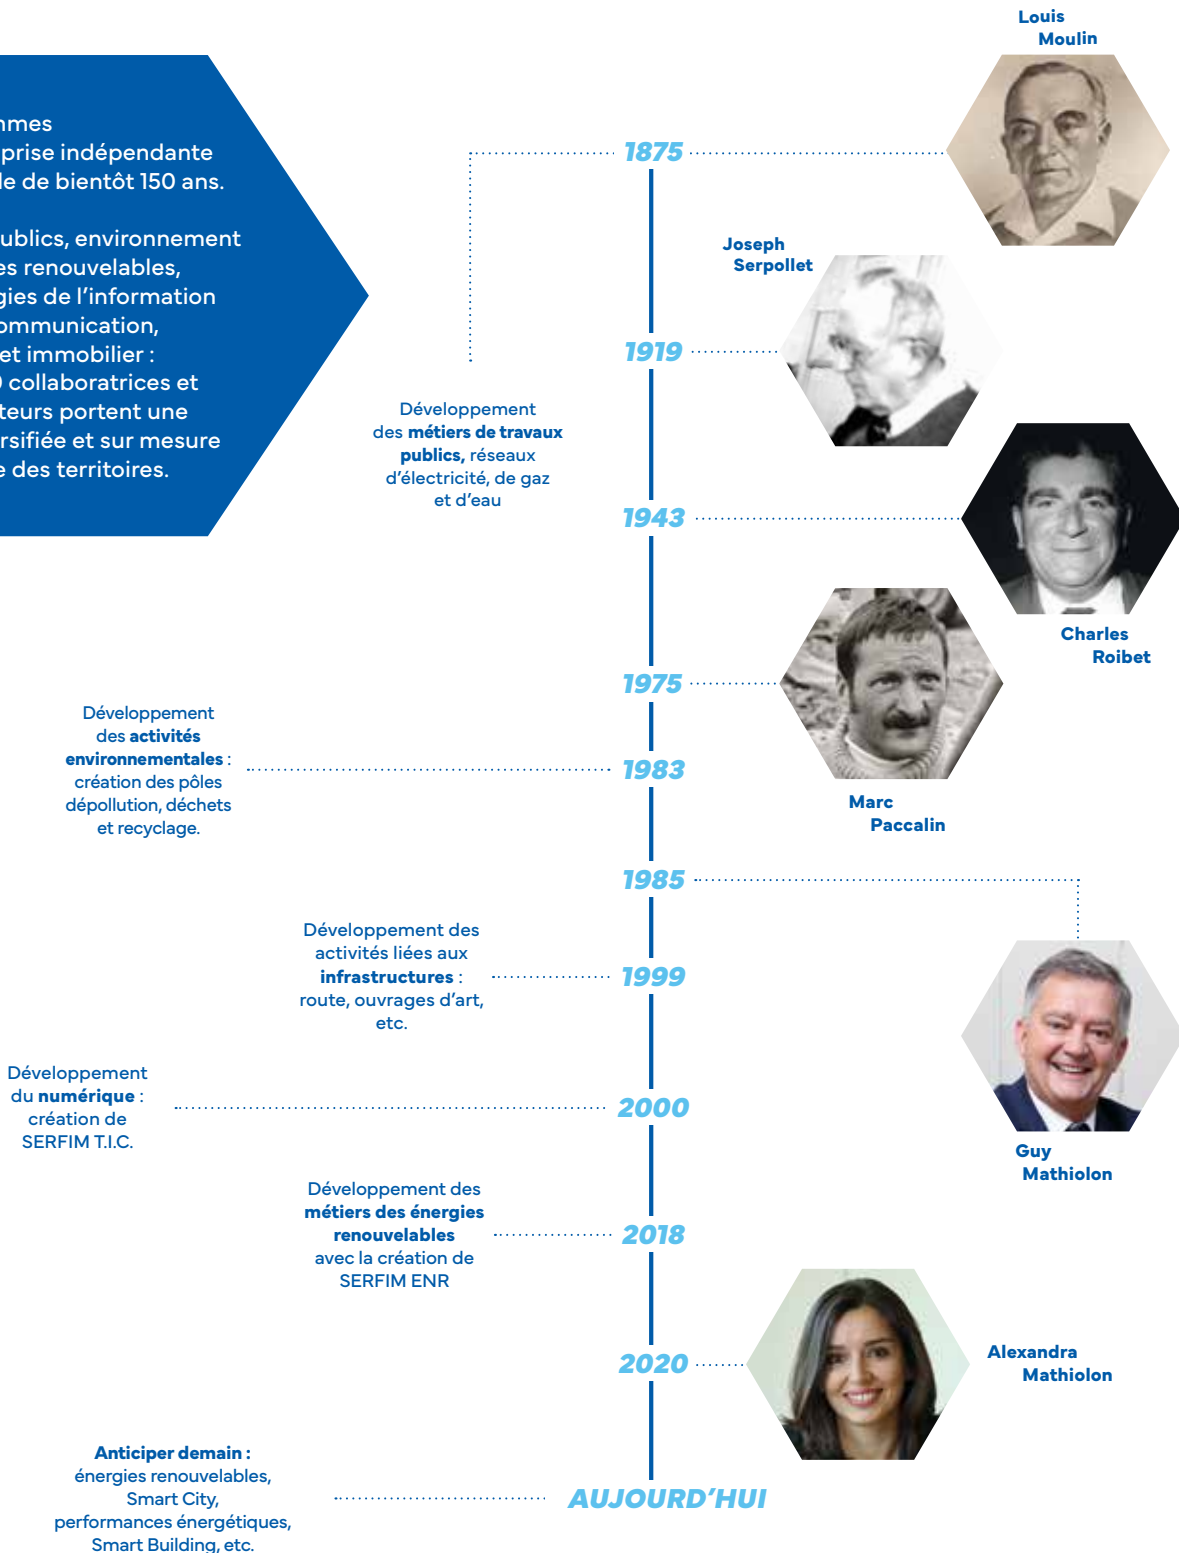 Louis
Moulin
mmes
prise indépendante
le de bientôt 150 ans.
ublics, environnement
es renouvelables,
gies de l’information
ommunication,
et immobilier :
0 collaboratrices et
teurs portent une
ersifiée et sur mesure
e des territoires.
1875
Joseph
Serpollet
1919
Développement
des métiers de travaux
publics, réseaux
d’électricité, de gaz
et d’eau
1943
Charles
Roibet
1975
Marc
Paccalin
Développement
des activités
environnementales :
création des pôles
dépollution, déchets
et recyclage.
1983
1985
Guy
Mathiolon
Développement des
activités liées aux
infrastructures :
route, ouvrages d’art,
etc.
1999
Développement
du numérique :
création de
SERFIM T.I.C.
2000
Développement des
métiers des énergies
renouvelables
avec la création de
SERFIM ENR
2018
2020
Alexandra
Mathiolon
Anticiper demain :
énergies renouvelables,
Smart City,
performances énergétiques,
Smart Building, etc.
AUJOURD’HUI